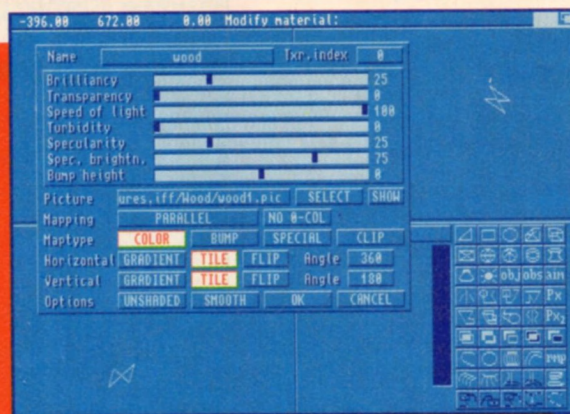 -396.00 672.00 0.00 Modify material:
Name wood Txr.index 0
Brilliancy 25
Transparency 0
Speed of light 100
Turbidity 0
Specularity 25
Spec. brightn. 75
Bump height 0
Picture ures.iff/Wood/wood1.pic SELECT SHOW
Mapping PARALLEL NO 0-COL
Maptype COLOR BUMP SPECIAL CLIP
Horizontal GRADIENT TILE FLIP Angle 360
Vertical GRADIENT TILE FLIP Angle 180
Options UNSHADED SMOOTH OK CANCEL
obj obs AIM
Px
Px2